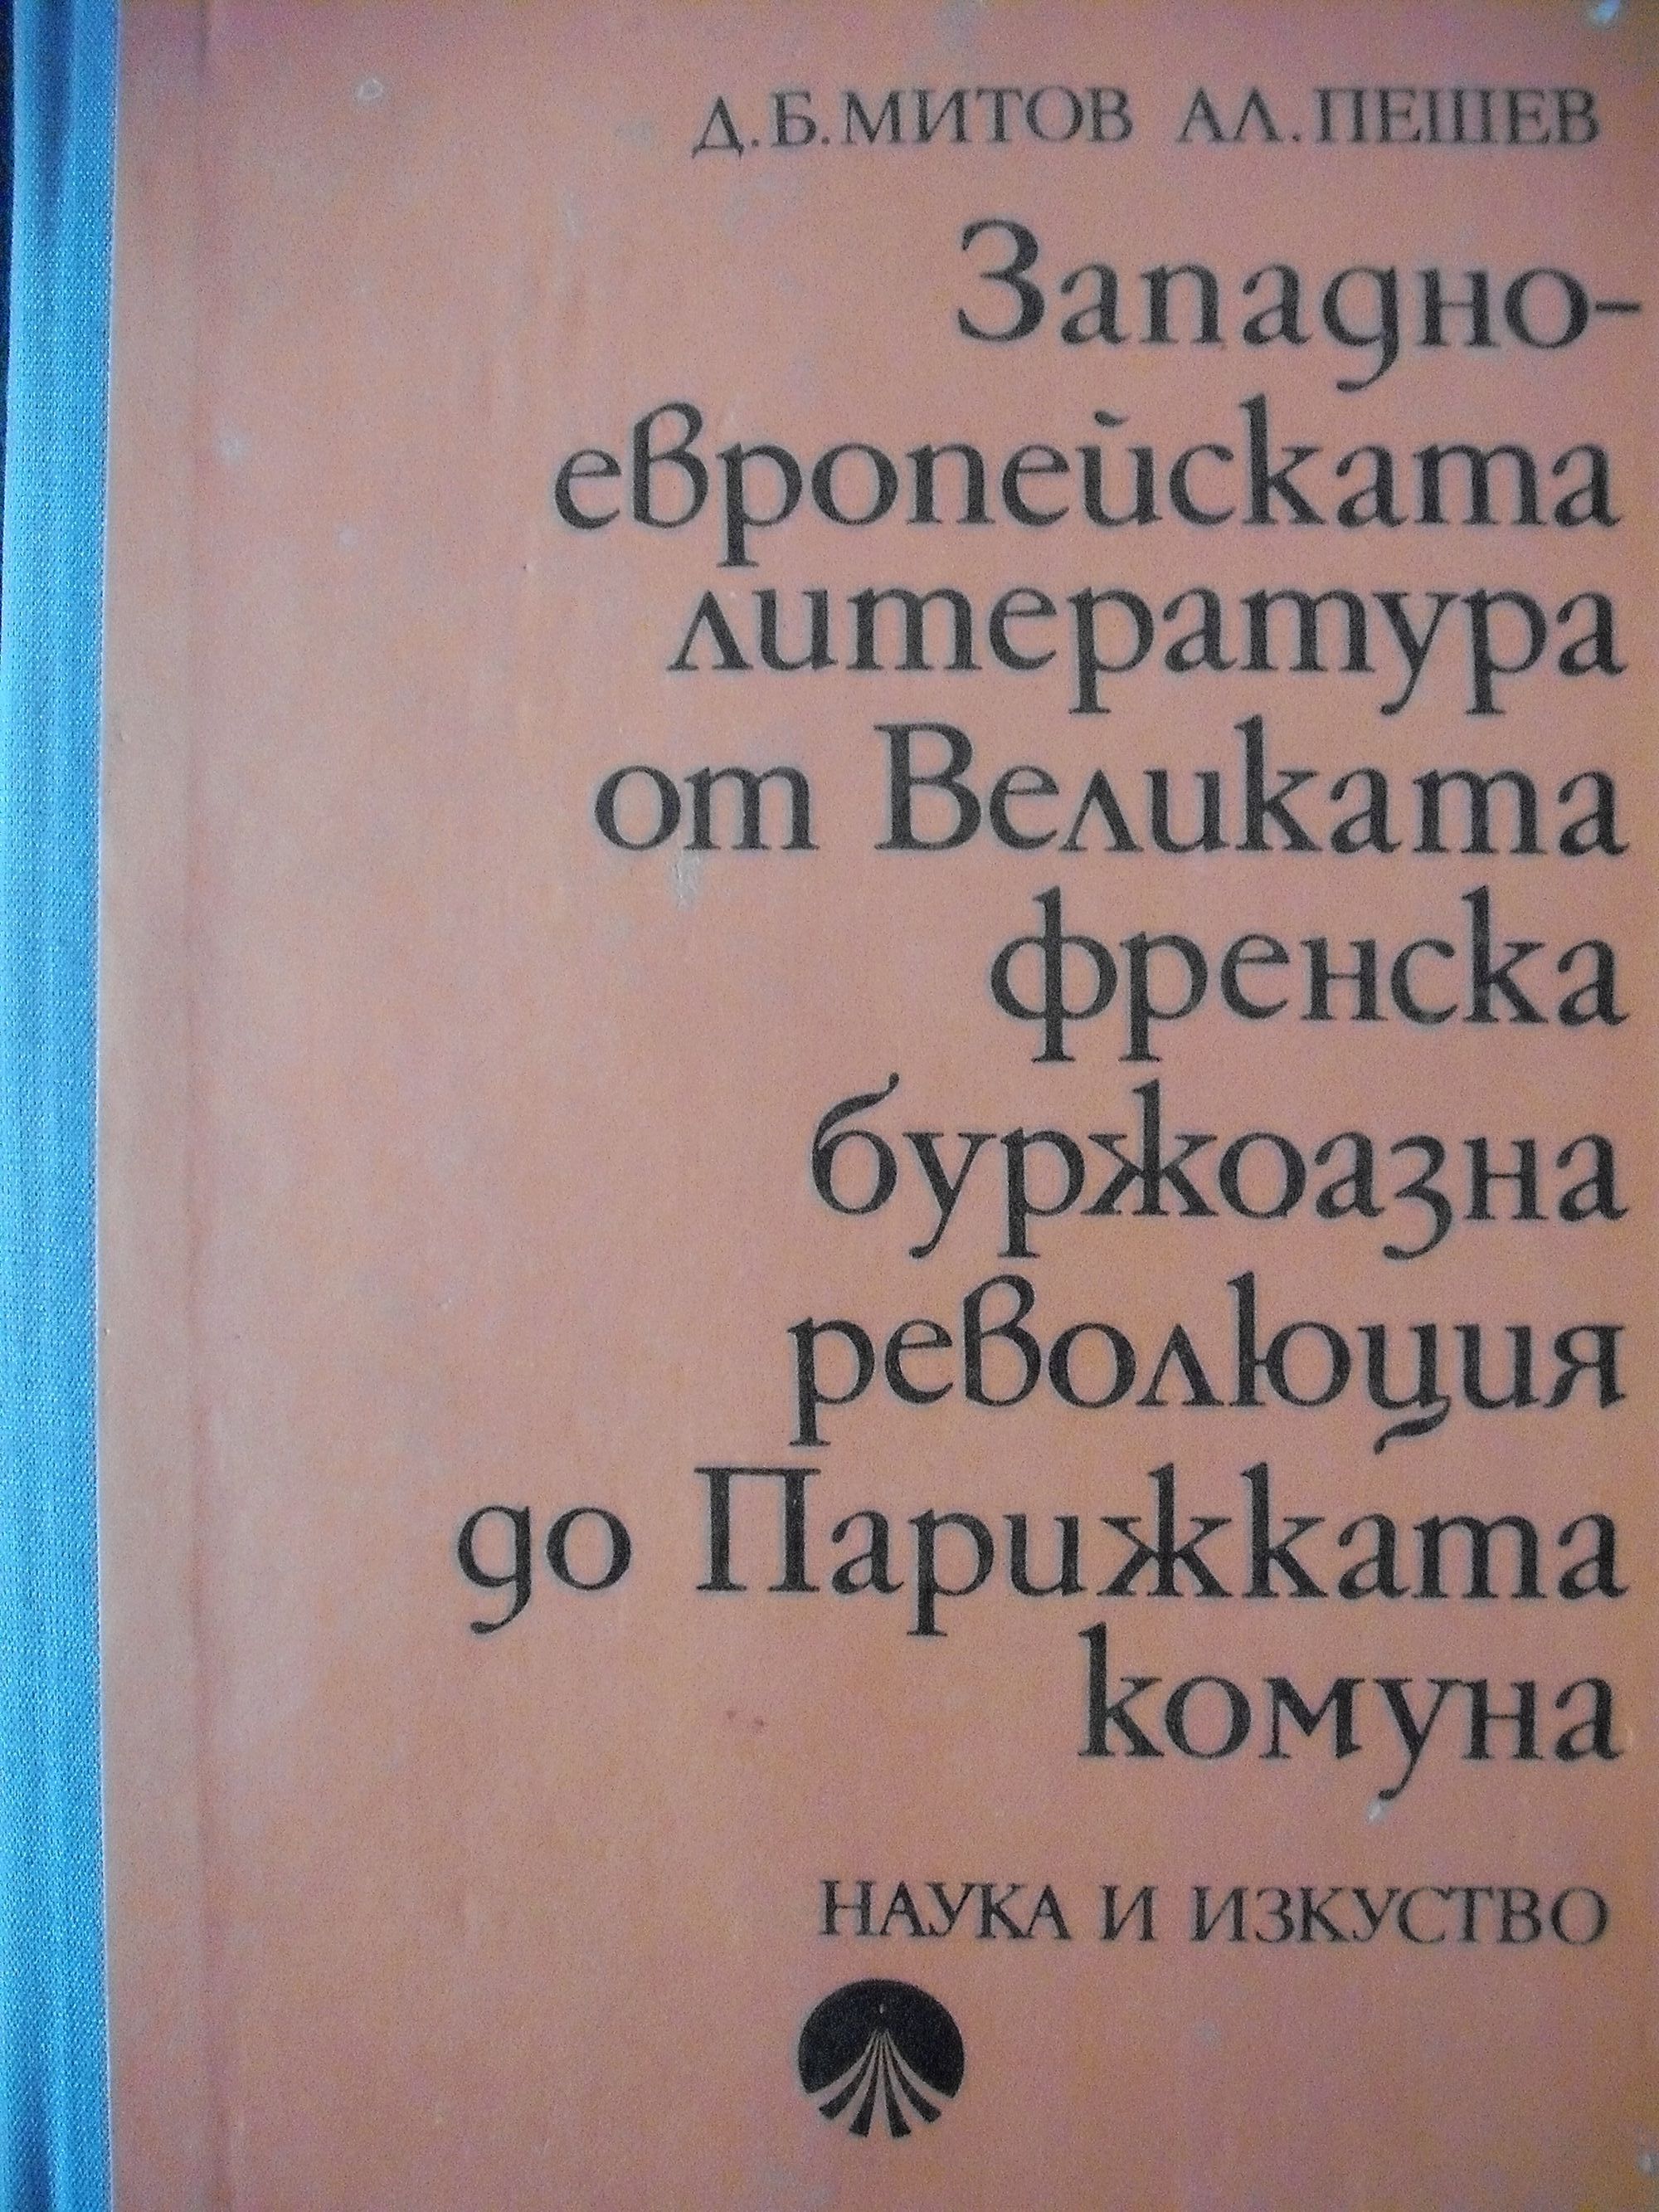 Д.Б.МИТОВ АЛ.ПЕШЕВ
Западно-
европейската
литература
от Великата
френска
буржоазна
революция
до Парижката
комуна
НАУКА И ИЗКУСТВО